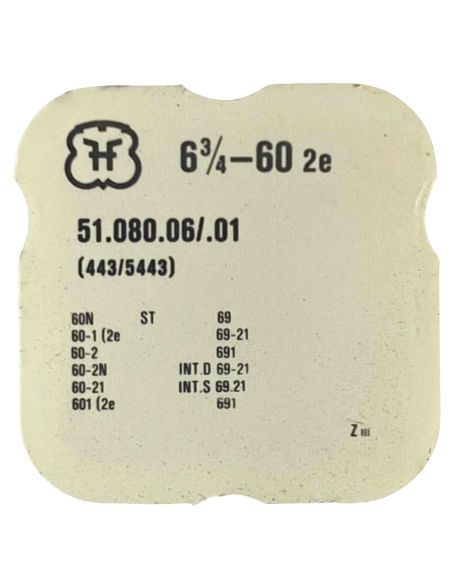 6¾–60 2e
51.080.06/.01
(443/5443)
60N ST 69
60-1 (2e 69-21
60-2 691
60-2N INT.D 69-21
60-21 INT.S 69.21
601 (2e 691
Z